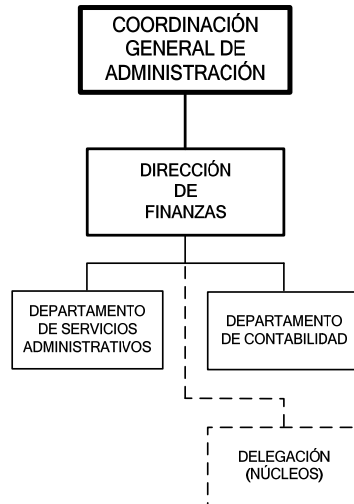 COORDINACIÓN
GENERAL DE
ADMINISTRACIÓN
DIRECCIÓN
DE
FINANZAS
DEPARTAMENTO
DE SERVICIOS
ADMINISTRATIVOS
DEPARTAMENTO
DE CONTABILIDAD
DELEGACIÓN
(NÚCLEOS)